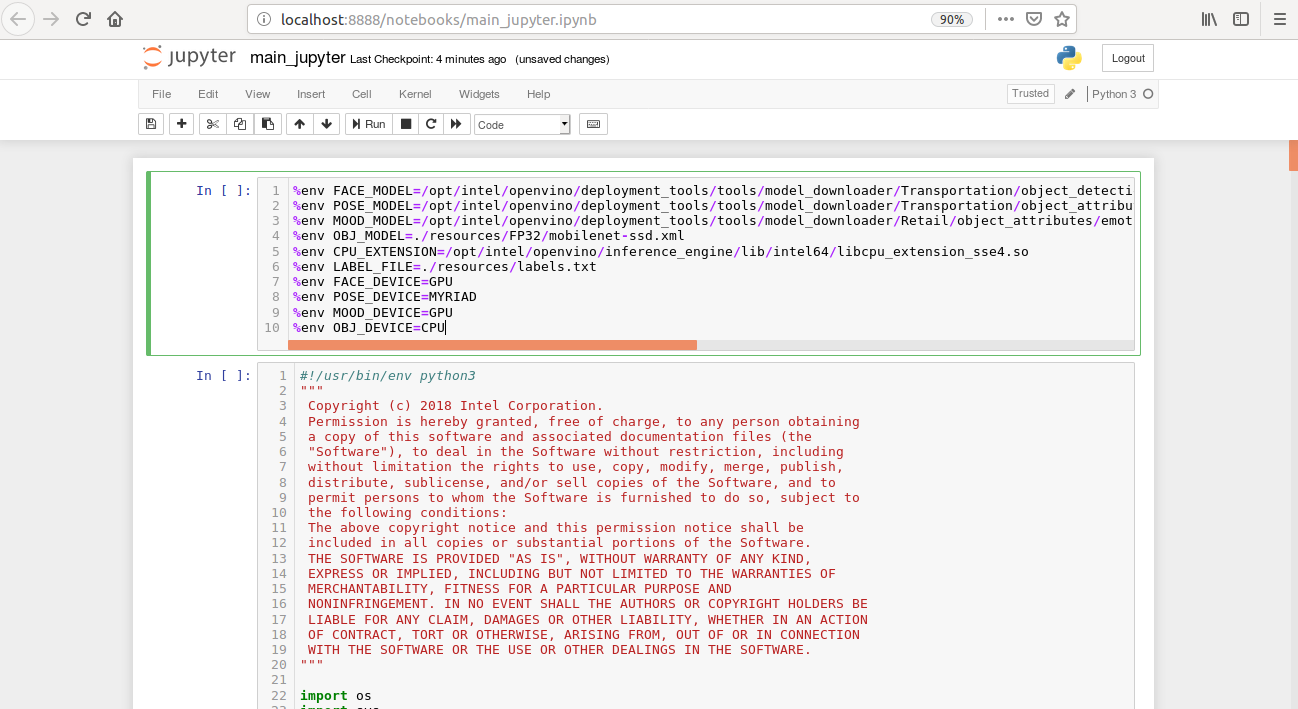 localhost:8888/notebooks/main_jupyter.ipynb 90%
jupyter main_jupyter Last Checkpoint: 4 minutes ago (unsaved changes) Logout
File Edit View Insert Cell Kernel Widgets Help Trusted Python 3
Run Code
In [ ]:
1 %env FACE_MODEL=/opt/intel/openvino/deployment_tools/tools/model_downloader/Transportation/object_detecti
2 %env POSE_MODEL=/opt/intel/openvino/deployment_tools/tools/model_downloader/Transportation/object_attribu
3 %env MOOD_MODEL=/opt/intel/openvino/deployment_tools/tools/model_downloader/Retail/object_attributes/emot
4 %env OBJ_MODEL=./resources/FP32/mobilenet-ssd.xml
5 %env CPU_EXTENSION=/opt/intel/openvino/inference_engine/lib/intel64/libcpu_extension_sse4.so
6 %env LABEL_FILE=./resources/labels.txt
7 %env FACE_DEVICE=GPU
8 %env POSE_DEVICE=MYRIAD
9 %env MOOD_DEVICE=GPU
10 %env OBJ_DEVICE=CPU
In [ ]:
1 #!/usr/bin/env python3
2 """
3 Copyright (c) 2018 Intel Corporation.
4 Permission is hereby granted, free of charge, to any person obtaining
5 a copy of this software and associated documentation files (the
6 "Software"), to deal in the Software without restriction, including
7 without limitation the rights to use, copy, modify, merge, publish,
8 distribute, sublicense, and/or sell copies of the Software, and to
9 permit persons to whom the Software is furnished to do so, subject to
10 the following conditions:
11 The above copyright notice and this permission notice shall be
12 included in all copies or substantial portions of the Software.
13 THE SOFTWARE IS PROVIDED "AS IS", WITHOUT WARRANTY OF ANY KIND,
14 EXPRESS OR IMPLIED, INCLUDING BUT NOT LIMITED TO THE WARRANTIES OF
15 MERCHANTABILITY, FITNESS FOR A PARTICULAR PURPOSE AND
16 NONINFRINGEMENT. IN NO EVENT SHALL THE AUTHORS OR COPYRIGHT HOLDERS BE
17 LIABLE FOR ANY CLAIM, DAMAGES OR OTHER LIABILITY, WHETHER IN AN ACTION
18 OF CONTRACT, TORT OR OTHERWISE, ARISING FROM, OUT OF OR IN CONNECTION
19 WITH THE SOFTWARE OR THE USE OR OTHER DEALINGS IN THE SOFTWARE.
20 """
21
22 import os